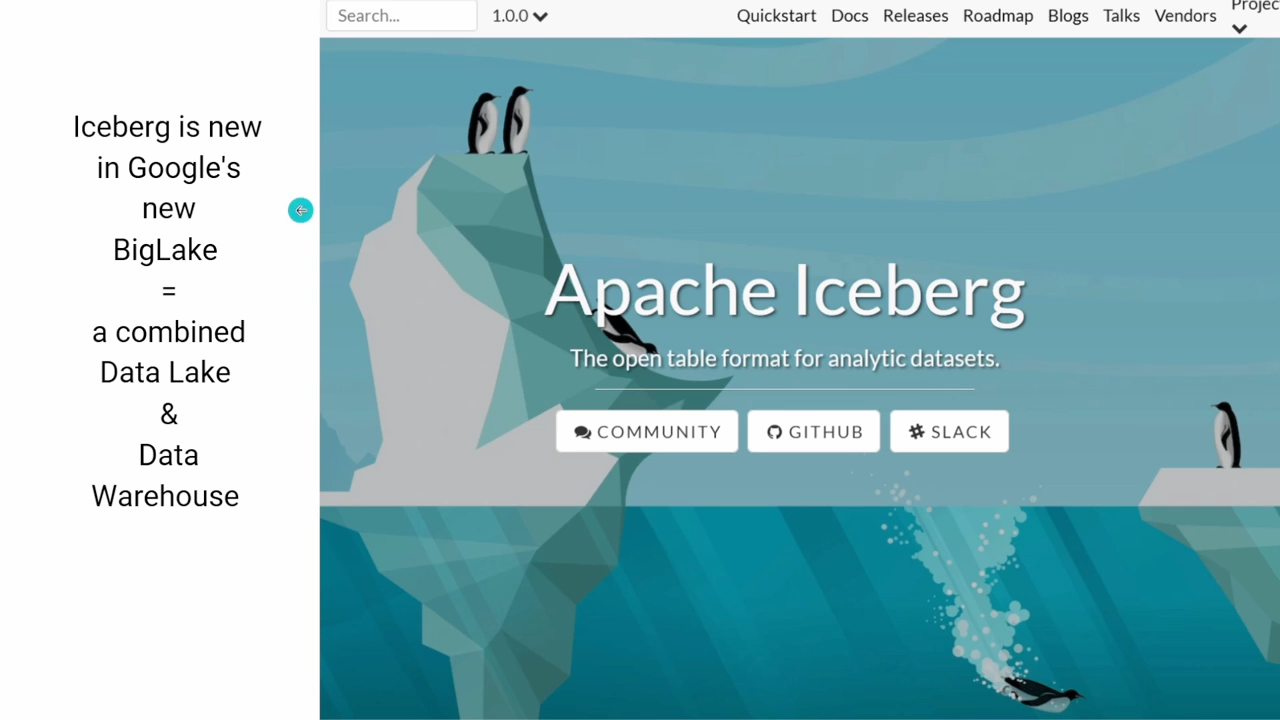 Search...
1.0.0
Quickstart Docs Releases Roadmap Blogs Talks Vendors Projec
Iceberg is new
in Google's
new
BigLake
=
a combined
Data Lake
&
Data
Warehouse
Apache Iceberg
The open table format for analytic datasets.
COMMUNITY GITHUB SLACK